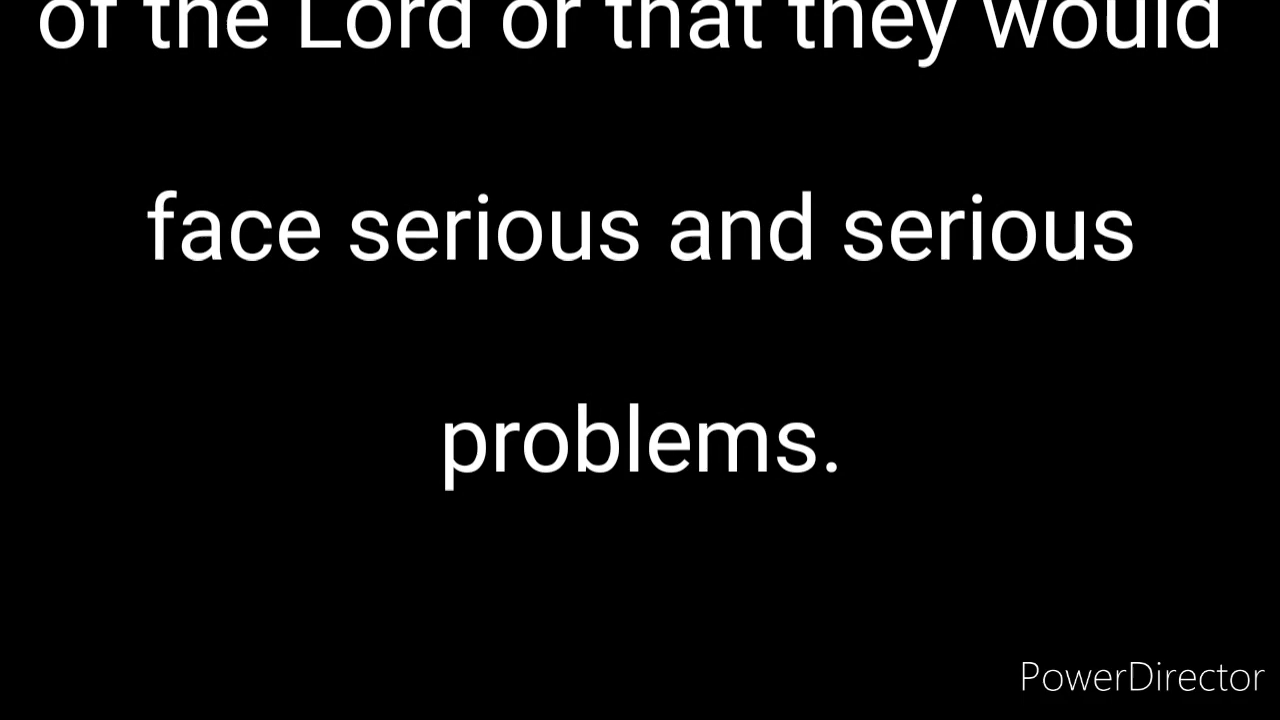 of the Lord or that they would
face serious and serious
problems.
PowerDirector